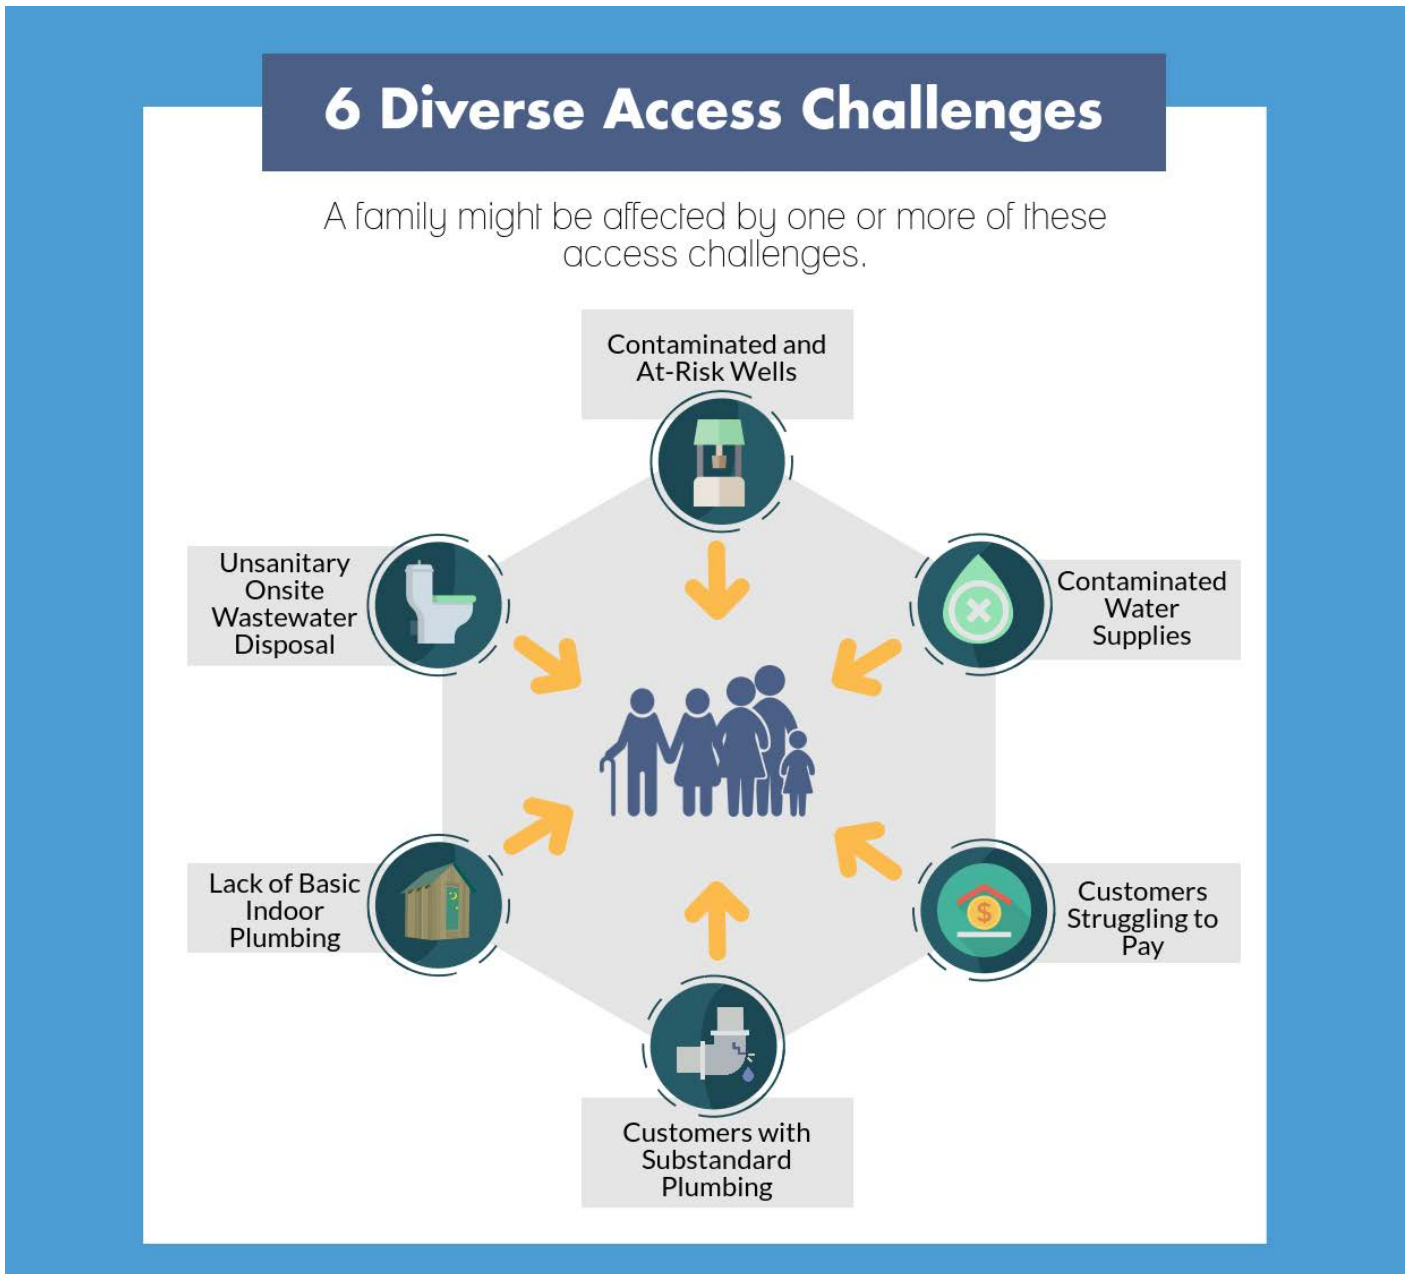 6 Diverse Access Challenges
A family might be affected by one or more of these
access challenges.
Contaminated and
At-Risk Wells
Unsanitary
Onsite
Wastewater
Disposal
Contaminated
Water
Supplies
Lack of Basic
Indoor
Plumbing
$
Customers
Struggling to
Pay
Customers with
Substandard
Plumbing